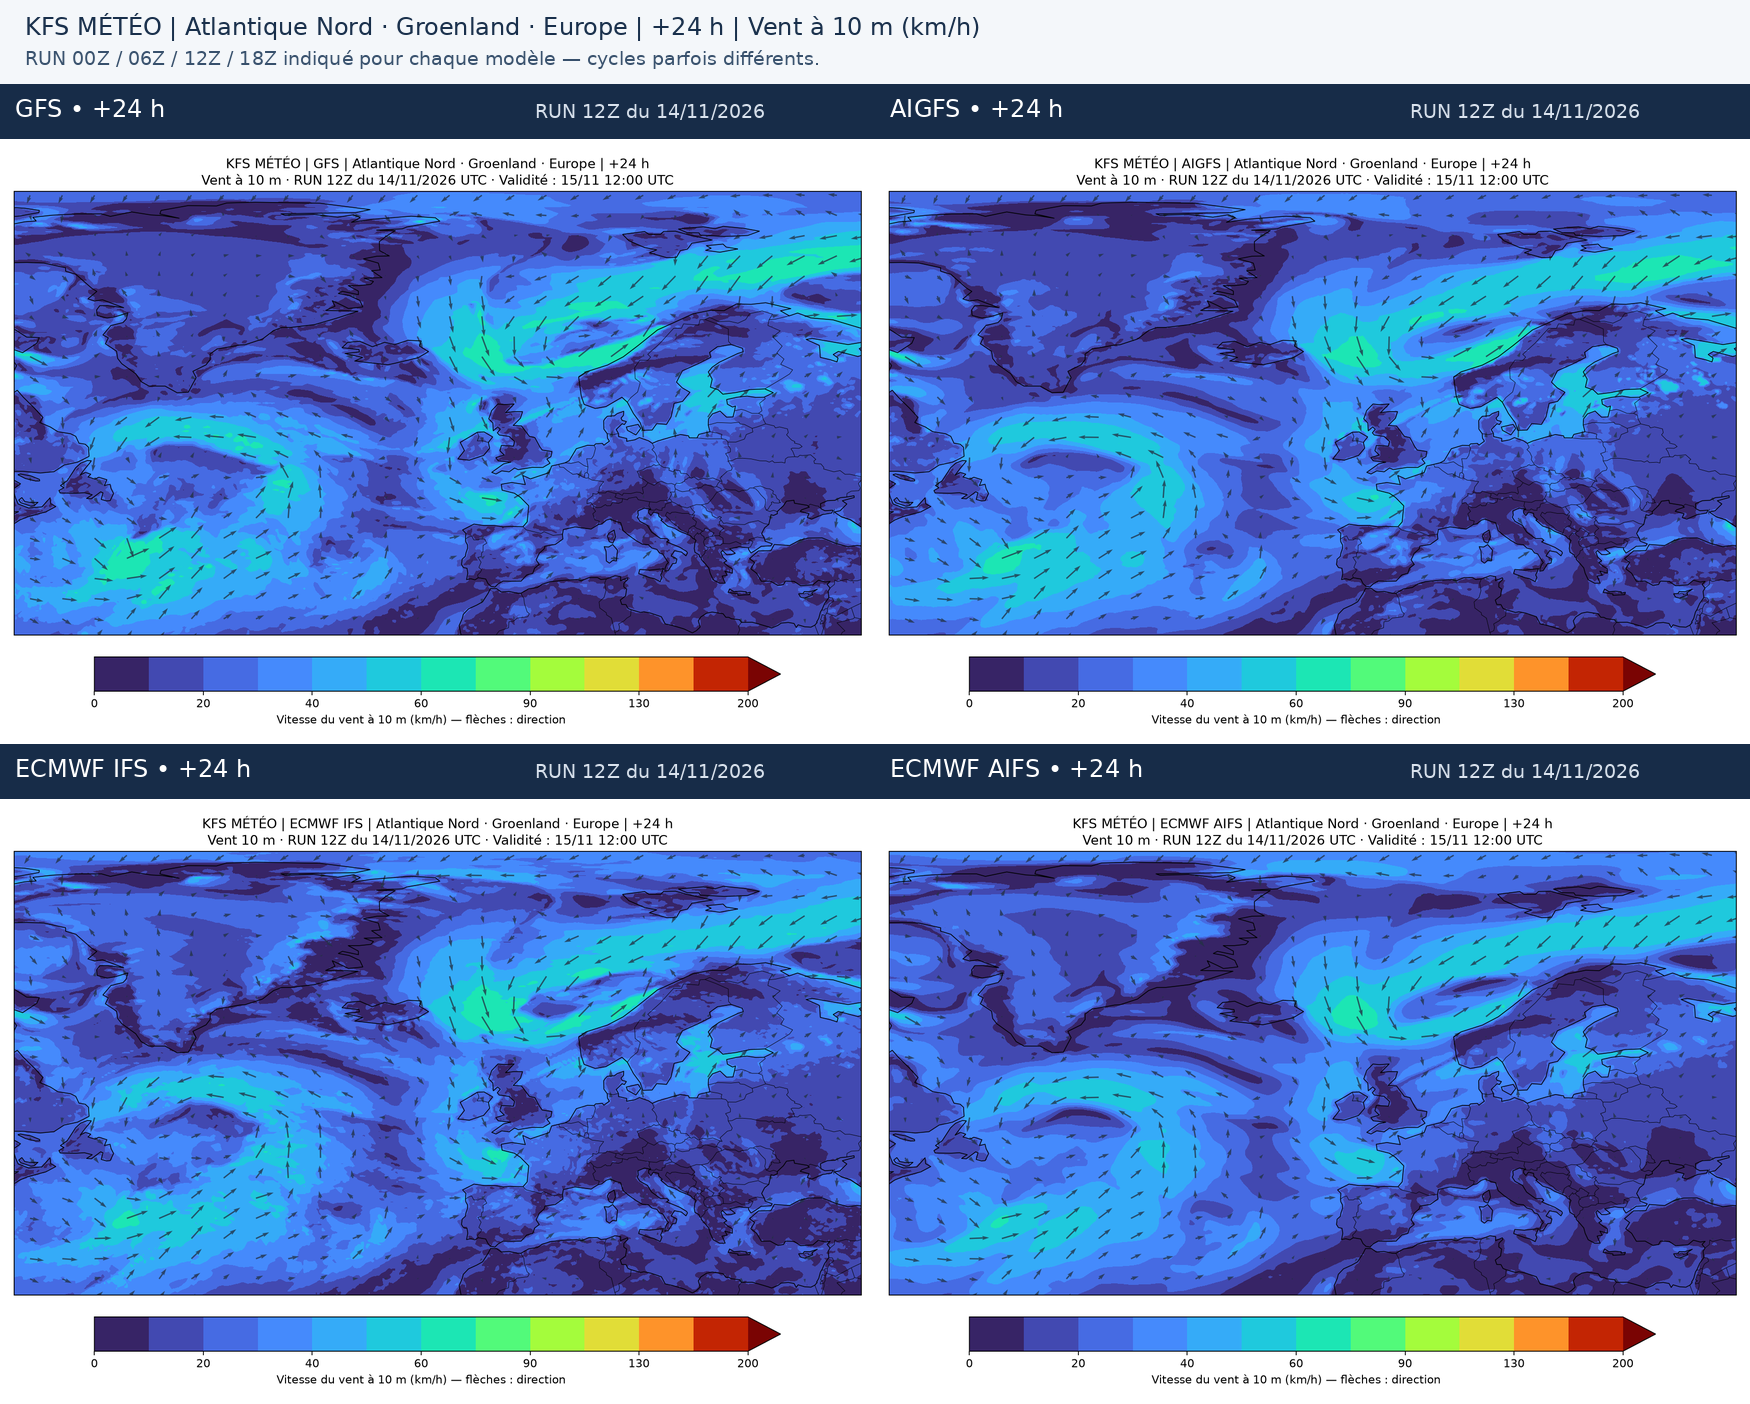 KFS MÉTÉO | Atlantique Nord · Groenland · Europe | +24 h | Vent à 10 m (km/h)
RUN 00Z / 06Z / 12Z / 18Z indiqué pour chaque modèle — cycles parfois différents.
GFS • +24 h
RUN 12Z du 14/11/2026
KFS MÉTÉO | GFS | Atlantique Nord · Groenland · Europe | +24 h
Vent à 10 m · RUN 12Z du 14/11/2026 UTC · Validité : 15/11 12:00 UTC
0 20 40 60 90 130 200
Vitesse du vent à 10 m (km/h) — flèches : direction
AIGFS • +24 h
RUN 12Z du 14/11/2026
KFS MÉTÉO | AIGFS | Atlantique Nord · Groenland · Europe | +24 h
Vent à 10 m · RUN 12Z du 14/11/2026 UTC · Validité : 15/11 12:00 UTC
0 20 40 60 90 130 200
Vitesse du vent à 10 m (km/h) — flèches : direction
ECMWF IFS • +24 h
RUN 12Z du 14/11/2026
KFS MÉTÉO | ECMWF IFS | Atlantique Nord · Groenland · Europe | +24 h
Vent 10 m · RUN 12Z du 14/11/2026 UTC · Validité : 15/11 12:00 UTC
0 20 40 60 90 130 200
Vitesse du vent à 10 m (km/h) — flèches : direction
ECMWF AIFS • +24 h
RUN 12Z du 14/11/2026
KFS MÉTÉO | ECMWF AIFS | Atlantique Nord · Groenland · Europe | +24 h
Vent 10 m · RUN 12Z du 14/11/2026 UTC · Validité : 15/11 12:00 UTC
0 20 40 60 90 130 200
Vitesse du vent à 10 m (km/h) — flèches : direction